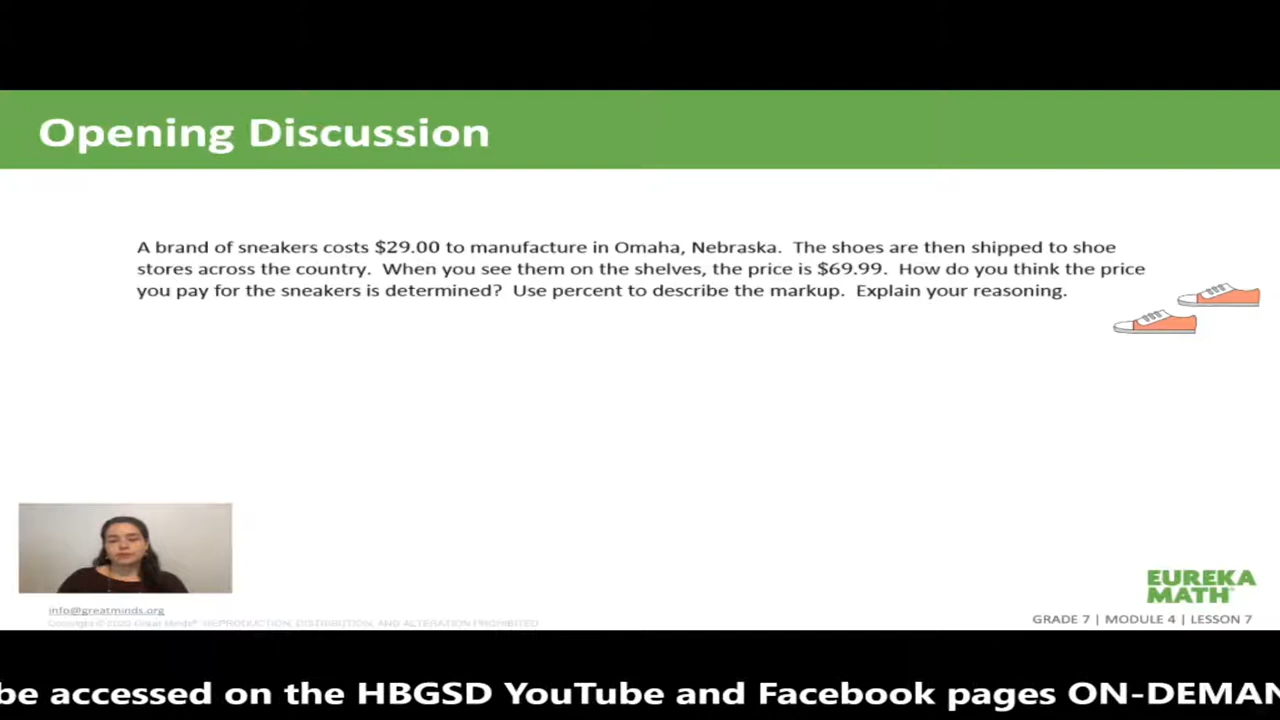 Opening Discussion
A brand of sneakers costs $29.00 to manufacture in Omaha, Nebraska. The shoes are then shipped to shoe
stores across the country. When you see them on the shelves, the price is $69.99. How do you think the price
you pay for the sneakers is determined? Use percent to describe the markup. Explain your reasoning.
EUREKA
MATH
info@greatminds.org
Copyright © 2020 Great Minds® REPRODUCTION, DISTRIBUTION, AND ALTERATION PROHIBITED
GRADE 7 | MODULE 4 | LESSON 7
be accessed on the HBGSD YouTube and Facebook pages ON-DEMAN